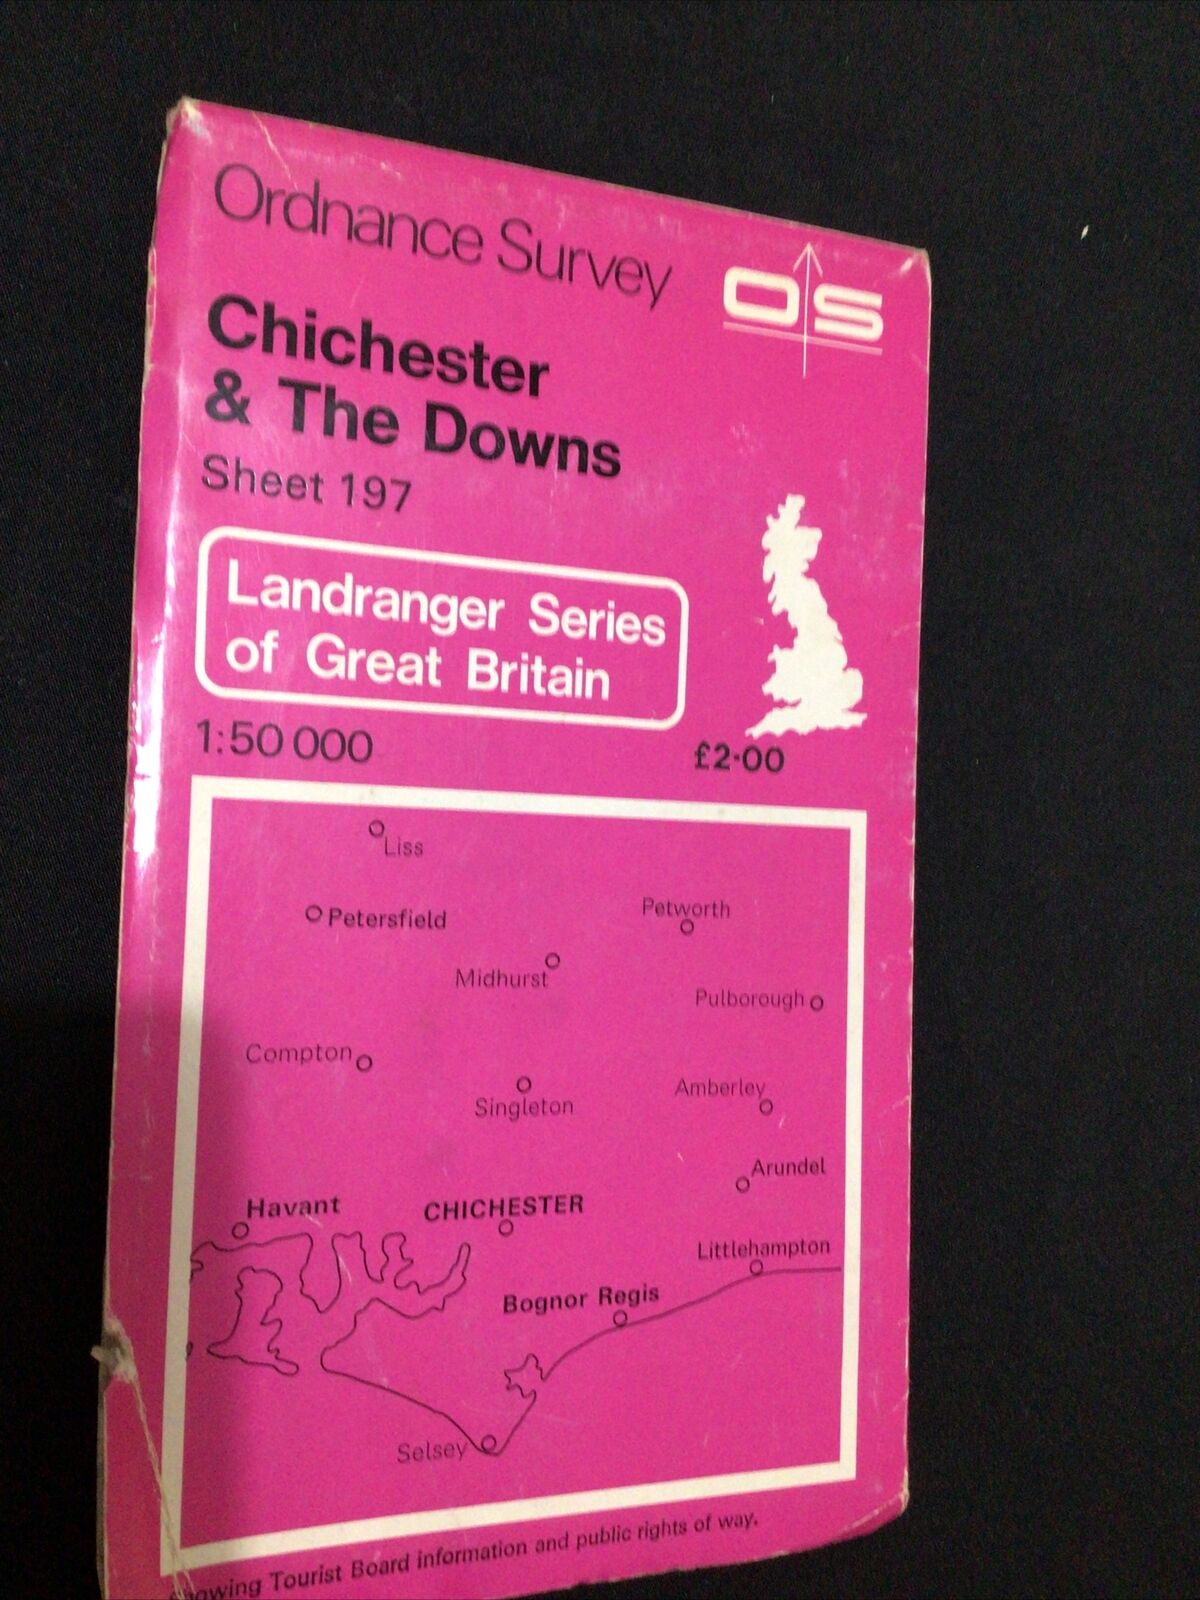 Ordnance Survey
OS
Chichester
& The Downs
Sheet 197
Landranger Series
of Great Britain
1:50 000
£2·00
Liss
Petersfield
Petworth
Midhurst
Pulborough
Compton
Singleton
Amberley
Arundel
Havant
CHICHESTER
Littlehampton
Bognor Regis
Selsey
Showing Tourist Board information and public rights of way.